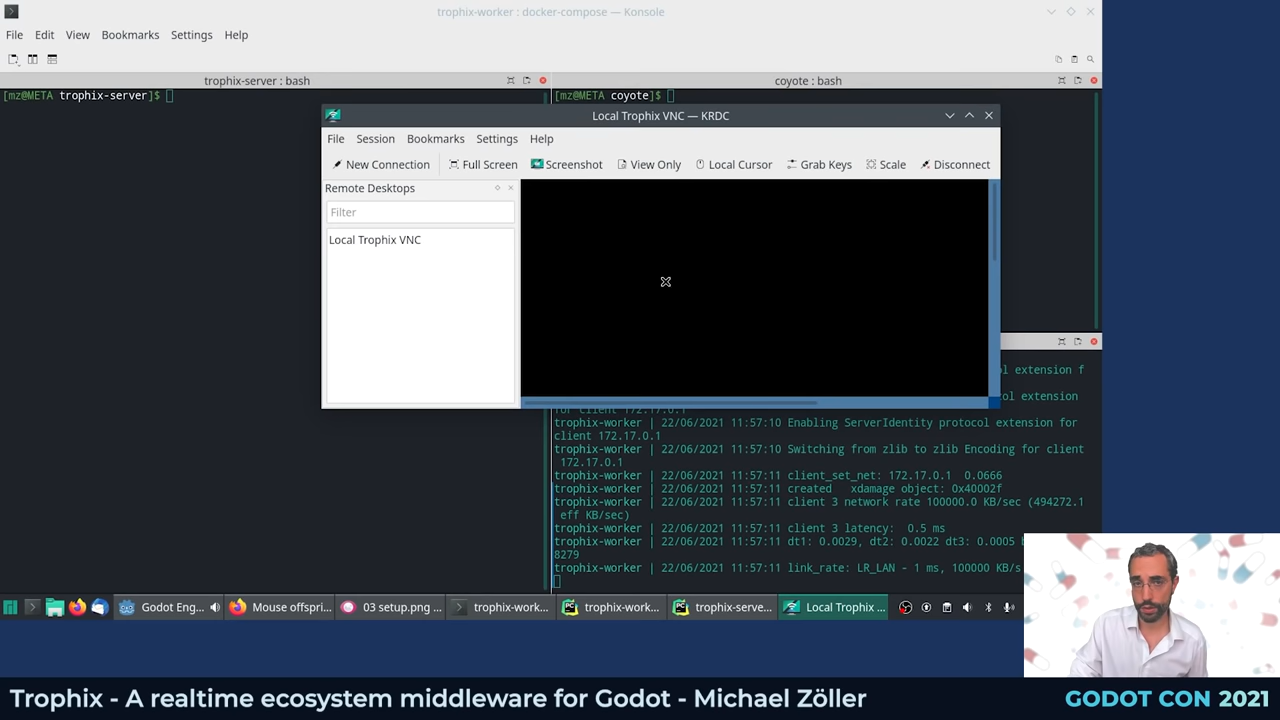 trophix-worker : docker-compose — Konsole
File Edit View Bookmarks Settings Help
trophix-server : bash
coyote : bash
[mz@META trophix-server]$
[mz@META coyote]$
Local Trophix VNC — KRDC
File Session Bookmarks Settings Help
New Connection Full Screen Screenshot View Only Local Cursor Grab Keys Scale Disconnect
Remote Desktops
Filter
Local Trophix VNC
extension f
extension
for client 172.17.0.1
trophix-worker | 22/06/2021 11:57:10 Enabling ServerIdentity protocol extension for
client 172.17.0.1
trophix-worker | 22/06/2021 11:57:10 Switching from zlib to zlib Encoding for client
172.17.0.1
trophix-worker | 22/06/2021 11:57:11 client_set_net: 172.17.0.1 0.0666
trophix-worker | 22/06/2021 11:57:11 created xdamage object: 0x40002f
trophix-worker | 22/06/2021 11:57:11 client 3 network rate 100000.0 KB/sec (494272.1
eff KB/sec)
trophix-worker | 22/06/2021 11:57:11 client 3 latency: 0.5 ms
trophix-worker | 22/06/2021 11:57:11 dt1: 0.0029, dt2: 0.0022 dt3: 0.0005 b
8279
trophix-worker | 22/06/2021 11:57:11 link_rate: LR_LAN - 1 ms, 100000 KB/s
Godot Eng...
Mouse offspri...
03 setup.png ...
trophix-work...
trophix-work...
trophix-serve...
Local Trophix ...
Trophix - A realtime ecosystem middleware for Godot - Michael Zöller
GODOT CON 2021